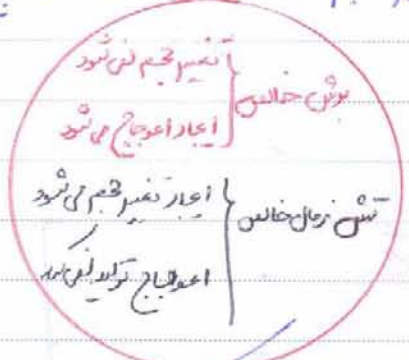 برش خالص { تغییر حجم نمی شود
ایجاد اعوجاج می شود
تنش نرمال خالص { ایجاد تغییر حجم می شود
اعوجاج تولید نمی کند